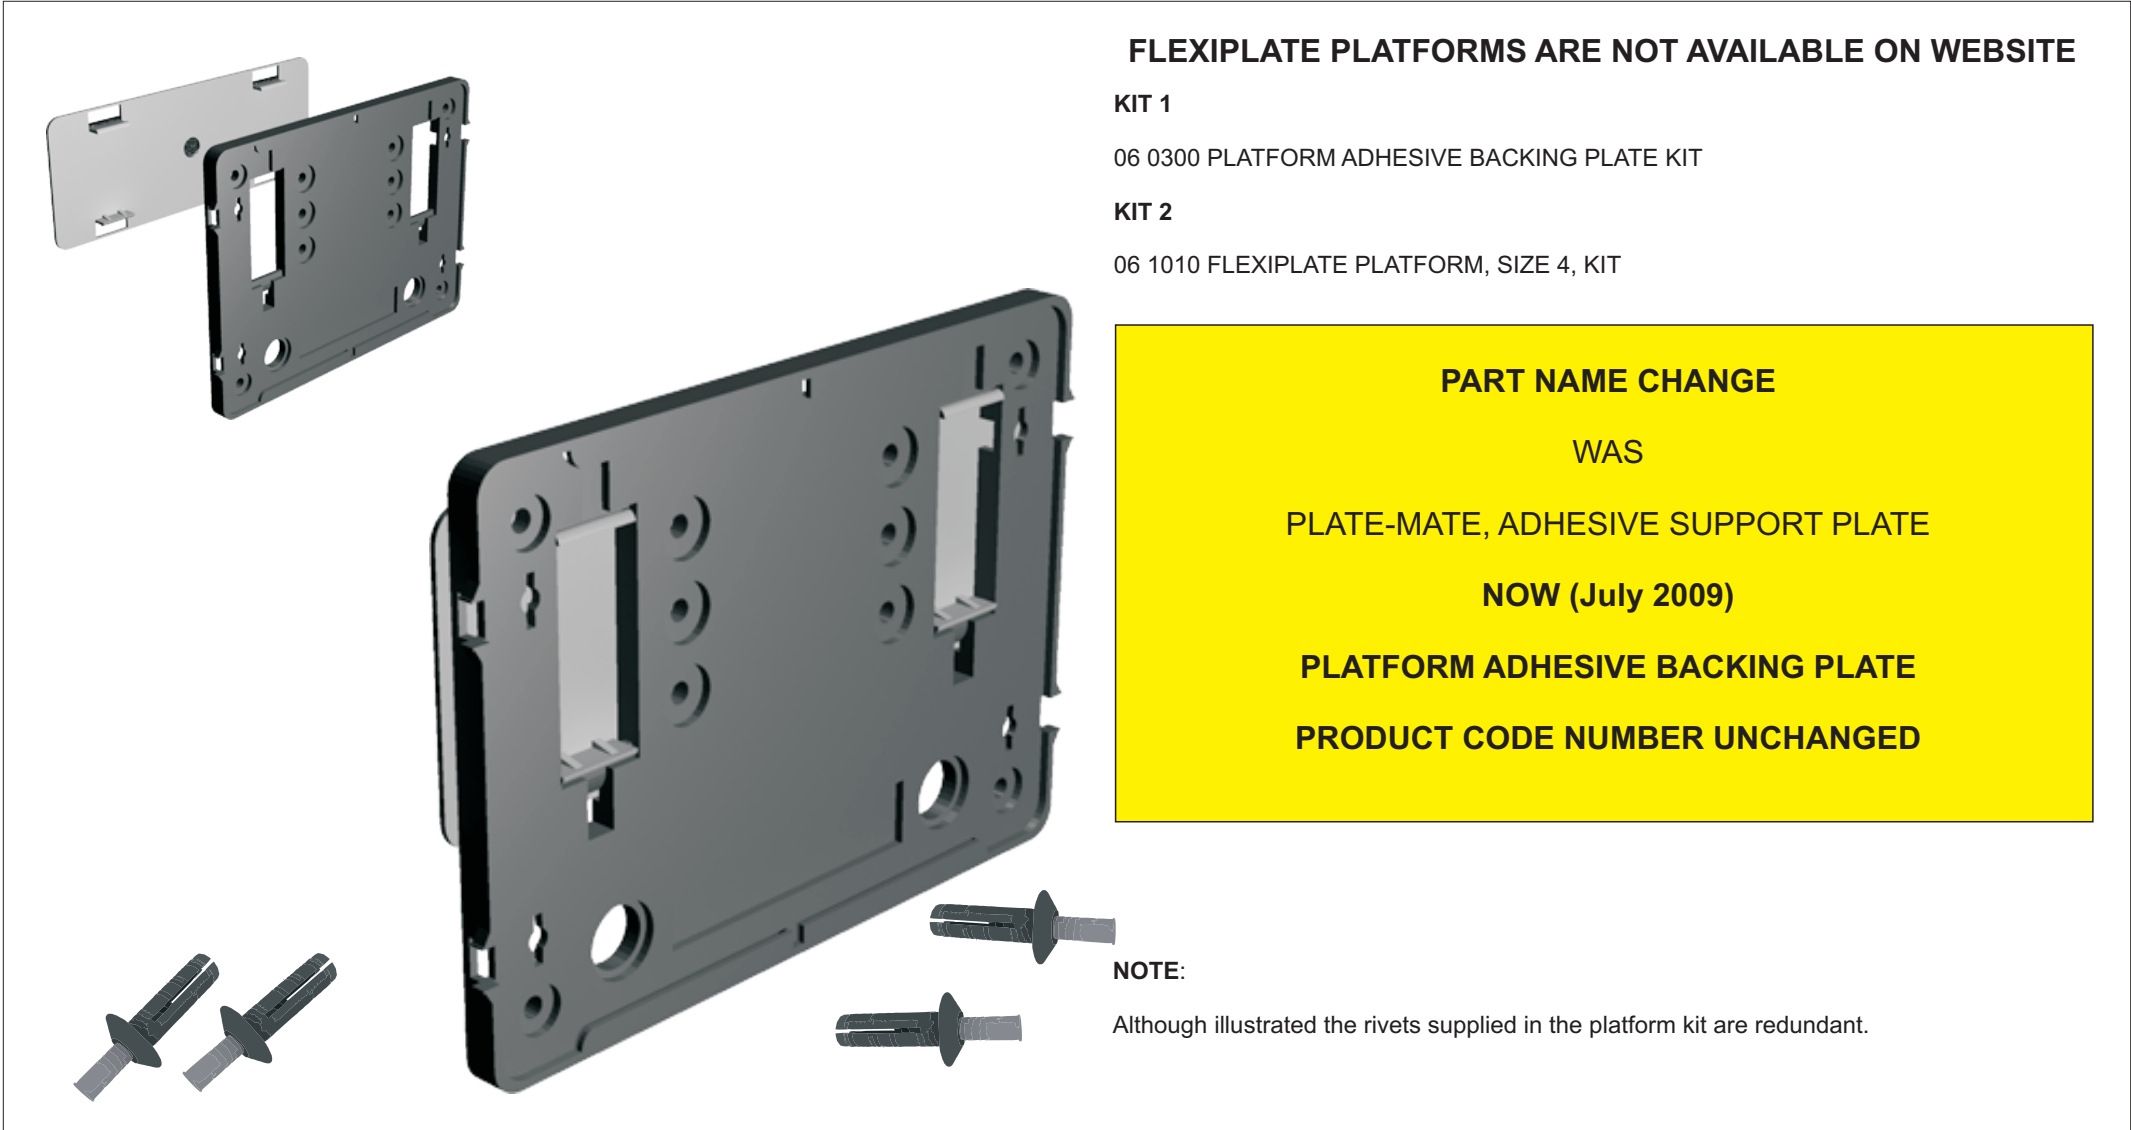 FLEXIPLATE PLATFORMS ARE NOT AVAILABLE ON WEBSITE
KIT 1
06 0300 PLATFORM ADHESIVE BACKING PLATE KIT
KIT 2
06 1010 FLEXIPLATE PLATFORM, SIZE 4, KIT
PART NAME CHANGE
WAS
PLATE-MATE, ADHESIVE SUPPORT PLATE
NOW (July 2009)
PLATFORM ADHESIVE BACKING PLATE
PRODUCT CODE NUMBER UNCHANGED
NOTE:
Although illustrated the rivets supplied in the platform kit are redundant.